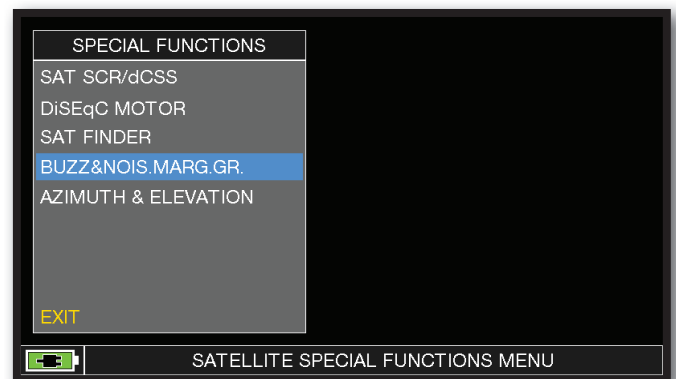 SPECIAL FUNCTIONS
SAT SCR/dCSS
DiSEqC MOTOR
SAT FINDER
BUZZ&NOIS.MARG.GR.
AZIMUTH & ELEVATION
EXIT
SATELLITE SPECIAL FUNCTIONS MENU